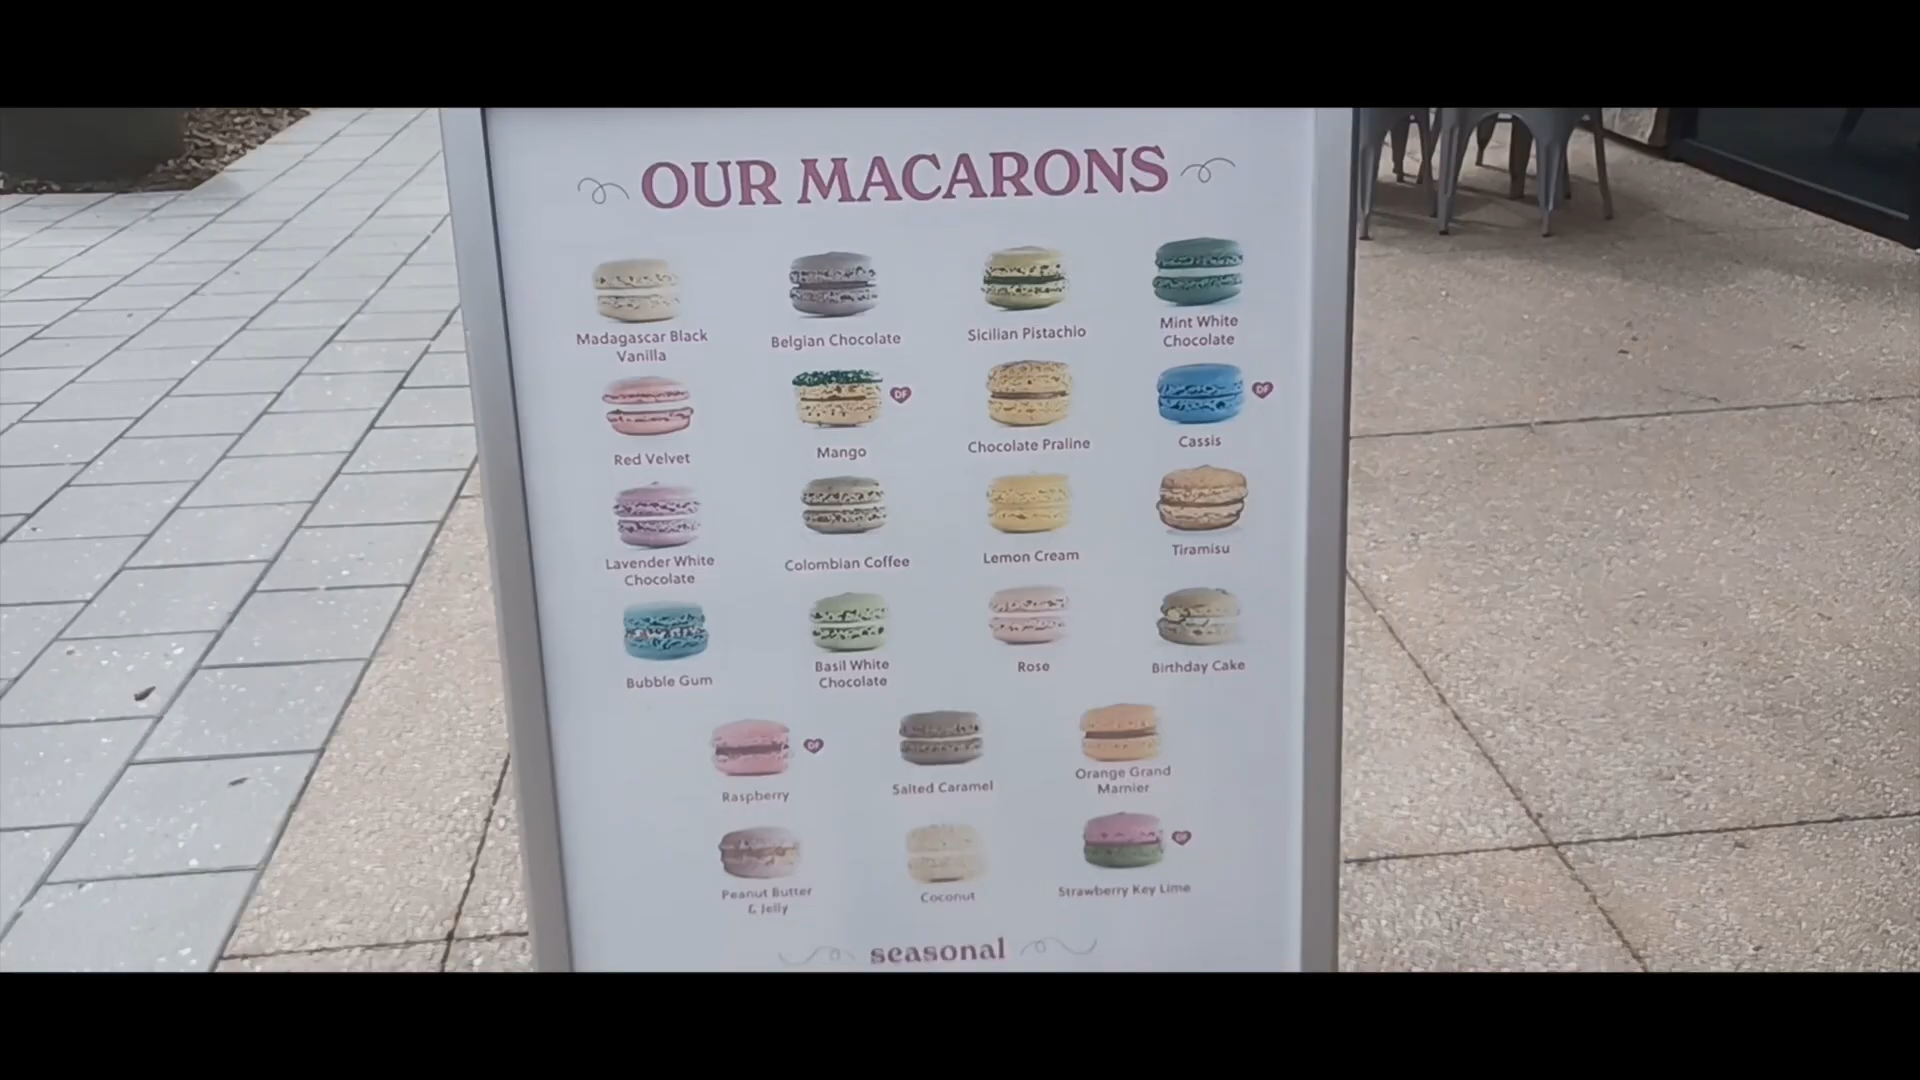 OUR MACARONS
Madagascar Black
Vanilla
Belgian Chocolate
Sicilian Pistachio
Mint White
Chocolate
Red Velvet
Mango
DF
Chocolate Praline
Cassis
DF
Lavender White
Chocolate
Colombian Coffee
Lemon Cream
Tiramisu
Bubble Gum
Basil White
Chocolate
Rose
Birthday Cake
Raspberry
DF
Salted Caramel
Orange Grand
Marnier
Peanut Butter
& Jelly
Coconut
Strawberry Key Lime
DF
seasonal